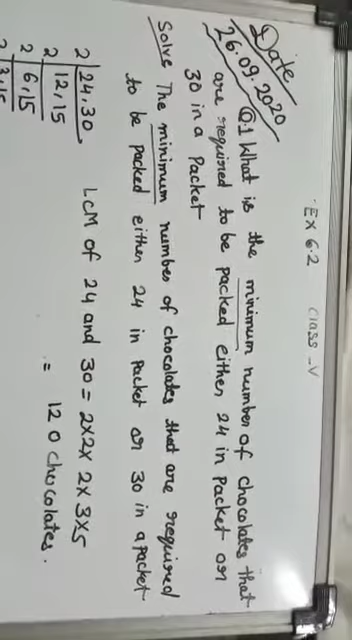 EX 6.2 Class -V
Date
26.09.2020
Q.1 What is the minimum number of chocolates that
are required to be packed either 24 in Packet or
30 in a Packet
Solve The minimum number of chocolates that are required
to be packed either 24 in Packet or 30 in a packet
2 | 24,30
2 | 12,15
2 | 6,15
LCM of 24 and 30 = 2x2x2x3x5
= 120 chocolates.